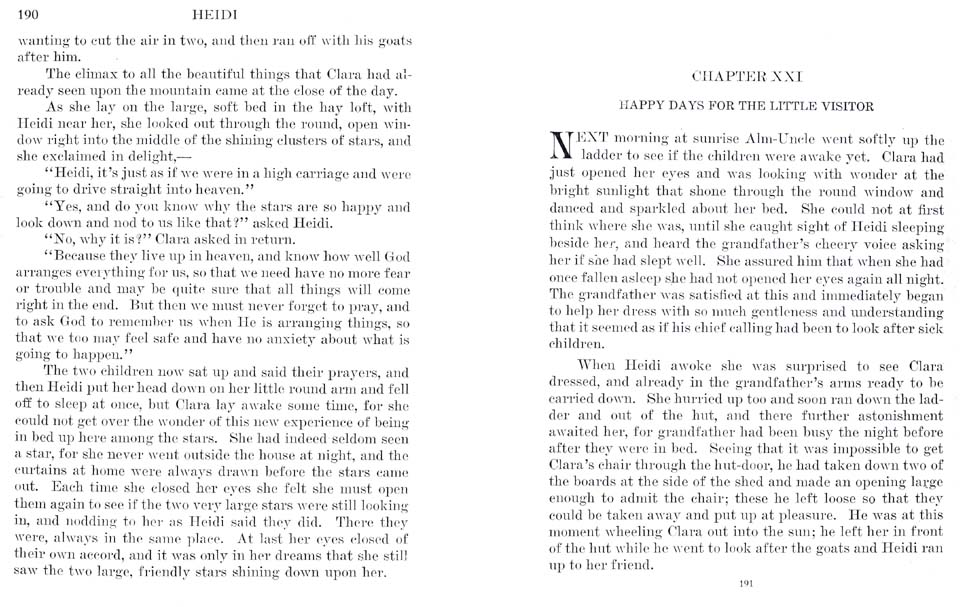 190 HEIDI
wanting to cut the air in two, and then ran off with his goats
after him.
The climax to all the beautiful things that Clara had al-
ready seen upon the mountain came at the close of the day.
As she lay on the large, soft bed in the hay loft, with
Heidi near her, she looked out through the round, open win-
dow right into the middle of the shining clusters of stars, and
she exclaimed in delight,—
"Heidi, it's just as if we were in a high carriage and were
going to drive straight into heaven."
"Yes, and do you know why the stars are so happy and
look down and nod to us like that?" asked Heidi.
"No, why it is?" Clara asked in return.
"Because they live up in heaven, and know how well God
arranges everything for us, so that we need have no more fear
or trouble and may be quite sure that all things will come
right in the end. But then we must never forget to pray, and
to ask God to remember us when He is arranging things, so
that we too may feel safe and have no anxiety about what is
going to happen."
The two children now sat up and said their prayers, and
then Heidi put her head down on her little round arm and fell
off to sleep at once, but Clara lay awake some time, for she
could not get over the wonder of this new experience of being
in bed up here among the stars. She had indeed seldom seen
a star, for she never went outside the house at night, and the
curtains at home were always drawn before the stars came
out. Each time she closed her eyes she felt she must open
them again to see if the two very large stars were still looking
in, and nodding to her as Heidi said they did. There they
were, always in the same place. At last her eyes closed of
their own accord, and it was only in her dreams that she still
saw the two large, friendly stars shining down upon her.
CHAPTER XXI
HAPPY DAYS FOR THE LITTLE VISITOR
NEXT morning at sunrise Alm-Uncle went softly up the
ladder to see if the children were awake yet. Clara had
just opened her eyes and was looking with wonder at the
bright sunlight that shone through the round window and
danced and sparkled about her bed. She could not at first
think where she was, until she caught sight of Heidi sleeping
beside her, and heard the grandfather's cheery voice asking
her if she had slept well. She assured him that when she had
once fallen asleep she had not opened her eyes again all night.
The grandfather was satisfied at this and immediately began
to help her dress with so much gentleness and understanding
that it seemed as if his chief calling had been to look after sick
children.
When Heidi awoke she was surprised to see Clara
dressed, and already in the grandfather's arms ready to be
carried down. She hurried up too and soon ran down the lad-
der and out of the hut, and there further astonishment
awaited her, for grandfather had been busy the night before
after they were in bed. Seeing that it was impossible to get
Clara's chair through the hut-door, he had taken down two of
the boards at the side of the shed and made an opening large
enough to admit the chair; these he left loose so that they
could be taken away and put up at pleasure. He was at this
moment wheeling Clara out into the sun; he left her in front
of the hut while he went to look after the goats and Heidi ran
up to her friend.
191